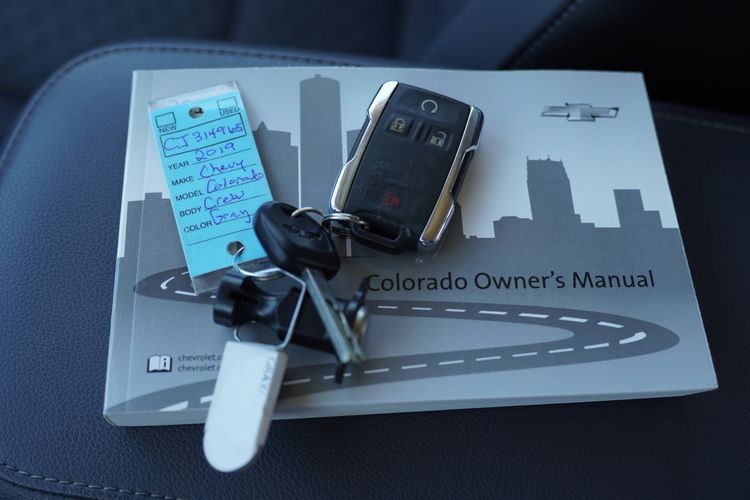 NEW USED
CJ314965
YEAR 2019
MAKE Chevy
MODEL Colorado
BODY Crew
COLOR Gray
Colorado Owner's Manual
chevrolet.
chevrolet.